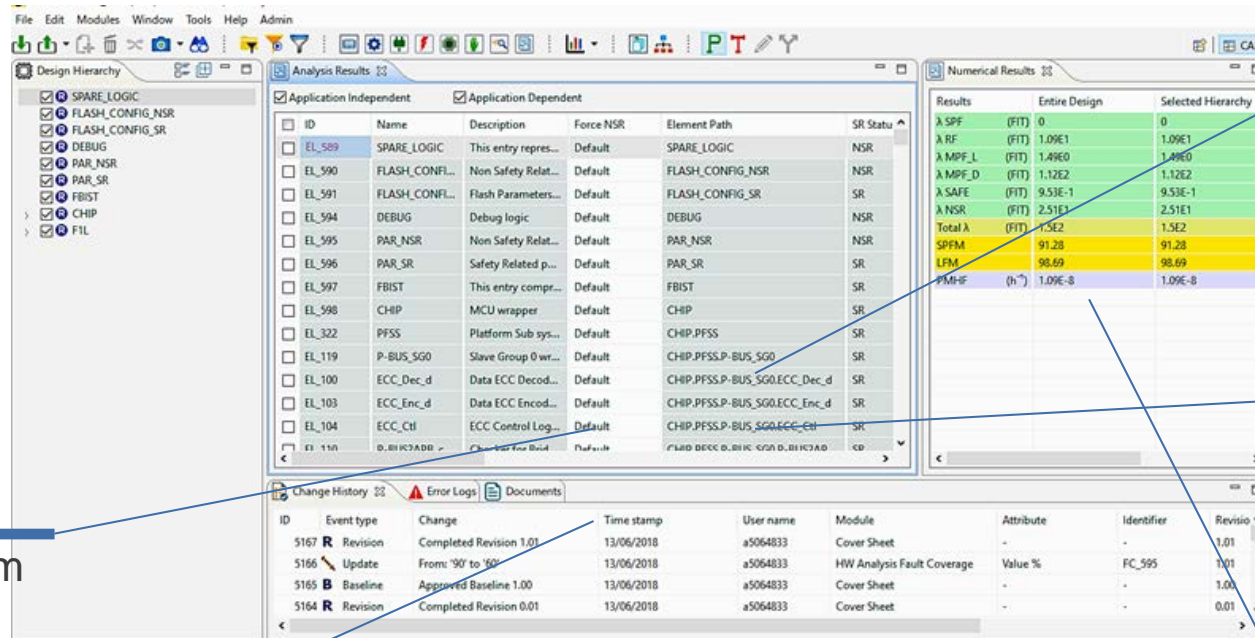 File Edit Modules Window Tools Help Admin
P T
CA
Design Hierarchy
SPARE_LOGIC
FLASH_CONFIG_NSR
FLASH_CONFIG_SR
DEBUG
PAR_NSR
PAR_SR
FBIST
CHIP
F1L
Analysis Results
Application Independent Application Dependent
ID Name Description Force NSR Element Path SR Statu
EL_589 SPARE_LOGIC This entry repres... Default SPARE_LOGIC NSR
EL_590 FLASH_CONFI... Non Safety Relat... Default FLASH_CONFIG_NSR NSR
EL_591 FLASH_CONFI... Flash Parameters... Default FLASH_CONFIG_SR SR
EL_594 DEBUG Debug logic Default DEBUG NSR
EL_595 PAR_NSR Non Safety Relat... Default PAR_NSR NSR
EL_596 PAR_SR Safety Related p... Default PAR_SR SR
EL_597 FBIST This entry compr... Default FBIST SR
EL_598 CHIP MCU wrapper Default CHIP SR
EL_322 PFSS Platform Sub sys... Default CHIP.PFSS SR
EL_119 P-BUS_SG0 Slave Group 0 wr... Default CHIP.PFSS.P-BUS_SG0 SR
EL_100 ECC_Dec_d Data ECC Decod... Default CHIP.PFSS.P-BUS_SG0.ECC_Dec_d SR
EL_103 ECC_Enc_d Data ECC Encod... Default CHIP.PFSS.P-BUS_SG0.ECC_Enc_d SR
EL_104 ECC_Ctl ECC Control Log... Default CHIP.PFSS.P-BUS_SG0.ECC_Ctl SR
EL_110 Default SR
Numerical Results
Results Entire Design Selected Hierarchy
λ SPF (FIT) 0 0
λ RF (FIT) 1.09E1 1.09E1
λ MPF_L (FIT) 1.49E0 1.49E0
λ MPF_D (FIT) 1.12E2 1.12E2
λ SAFE (FIT) 9.53E-1 9.53E-1
λ NSR (FIT) 2.51E1 2.51E1
Total λ (FIT) 1.5E2 1.5E2
SPFM 91.28 91.28
LFM 98.69 98.69
PMHF (h⁻¹) 1.09E-8 1.09E-8
Change History Error Logs Documents
ID Event type Change Time stamp User name Module Attribute Identifier Revisio
5167 R Revision Completed Revision 1.01 13/06/2018 a5064833 Cover Sheet - - 1.01
5166 Update From: '90' to '60' 13/06/2018 a5064833 HW Analysis Fault Coverage Value % FC_595 1.01
5165 B Baseline Approved Baseline 1.00 13/06/2018 a5064833 Cover Sheet - - 1.00
5164 R Revision Completed Revision 0.01 13/06/2018 a5064833 Cover Sheet - - 0.01
m